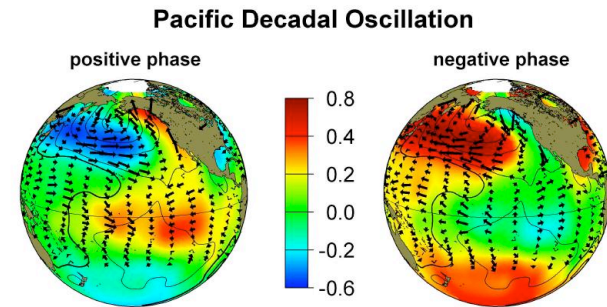 Pacific Decadal Oscillation
positive phase
negative phase
0.8
0.4
0.2
0.0
-0.2
-0.6